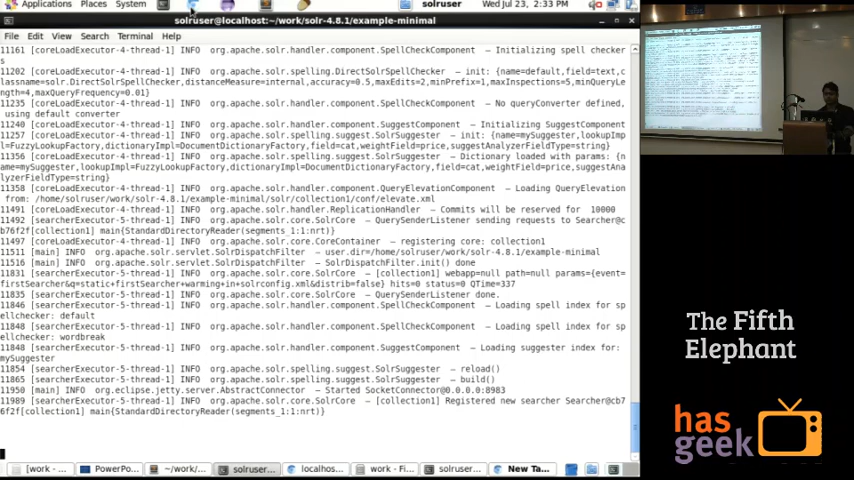 Applications Places System solruser Wed Jul 23, 2:33 PM
solruser@localhost:~/work/solr-4.8.1/example-minimal
File Edit View Search Terminal Help
11161 [coreLoadExecutor-4-thread-1] INFO org.apache.solr.handler.component.SpellCheckComponent – Initializing spell checker
s
11202 [coreLoadExecutor-4-thread-1] INFO org.apache.solr.spelling.DirectSolrSpellChecker – init: {name=default,field=text,c
lassname=solr.DirectSolrSpellChecker,distanceMeasure=internal,accuracy=0.5,maxEdits=2,minPrefix=1,maxInspections=5,minQueryLe
ngth=4,maxQueryFrequency=0.01}
11235 [coreLoadExecutor-4-thread-1] INFO org.apache.solr.handler.component.SpellCheckComponent – No queryConverter defined,
using default converter
11240 [coreLoadExecutor-4-thread-1] INFO org.apache.solr.handler.component.SuggestComponent – Initializing SuggestComponent
11257 [coreLoadExecutor-4-thread-1] INFO org.apache.solr.spelling.suggest.SolrSuggester – init: {name=mySuggester,lookupImp
l=FuzzyLookupFactory,dictionaryImpl=DocumentDictionaryFactory,field=cat,weightField=price,suggestAnalyzerFieldType=string}
11356 [coreLoadExecutor-4-thread-1] INFO org.apache.solr.spelling.suggest.SolrSuggester – Dictionary loaded with params: {n
ame=mySuggester,lookupImpl=FuzzyLookupFactory,dictionaryImpl=DocumentDictionaryFactory,field=cat,weightField=price,suggestAna
lyzerFieldType=string}
11358 [coreLoadExecutor-4-thread-1] INFO org.apache.solr.handler.component.QueryElevationComponent – Loading QueryElevation
from: /home/solruser/work/solr-4.8.1/example-minimal/solr/collection1/conf/elevate.xml
11491 [coreLoadExecutor-4-thread-1] INFO org.apache.solr.handler.ReplicationHandler – Commits will be reserved for 10000
11492 [searcherExecutor-5-thread-1] INFO org.apache.solr.core.SolrCore – QuerySenderListener sending requests to Searcher@c
b76f2f[collection1] main{StandardDirectoryReader(segments_1:1:nrt)}
11497 [coreLoadExecutor-4-thread-1] INFO org.apache.solr.core.CoreContainer – registering core: collection1
11511 [main] INFO org.apache.solr.servlet.SolrDispatchFilter – user.dir=/home/solruser/work/solr-4.8.1/example-minimal
11516 [main] INFO org.apache.solr.servlet.SolrDispatchFilter – SolrDispatchFilter.init() done
11831 [searcherExecutor-5-thread-1] INFO org.apache.solr.core.SolrCore – [collection1] webapp=null path=null params={event=
firstSearcher&q=static+firstSearcher+warming+in+solrconfig.xml&distrib=false} hits=0 status=0 QTime=337
11835 [searcherExecutor-5-thread-1] INFO org.apache.solr.core.SolrCore – QuerySenderListener done.
11846 [searcherExecutor-5-thread-1] INFO org.apache.solr.handler.component.SpellCheckComponent – Loading spell index for sp
ellchecker: default
11848 [searcherExecutor-5-thread-1] INFO org.apache.solr.handler.component.SpellCheckComponent – Loading spell index for sp
ellchecker: wordbreak
11848 [searcherExecutor-5-thread-1] INFO org.apache.solr.handler.component.SuggestComponent – Loading suggester index for:
mySuggester
11854 [searcherExecutor-5-thread-1] INFO org.apache.solr.spelling.suggest.SolrSuggester – reload()
11865 [searcherExecutor-5-thread-1] INFO org.apache.solr.spelling.suggest.SolrSuggester – build()
11950 [main] INFO org.eclipse.jetty.server.AbstractConnector – Started SocketConnector@0.0.0.0:8983
11989 [searcherExecutor-5-thread-1] INFO org.apache.solr.core.SolrCore – [collection1] Registered new searcher Searcher@cb7
6f2f[collection1] main{StandardDirectoryReader(segments_1:1:nrt)}
[work - ... PowerPo... ~/work/... solruser... localhos... work - Fi... solruser... New Ta...
The Fifth
Elephant
has
geek